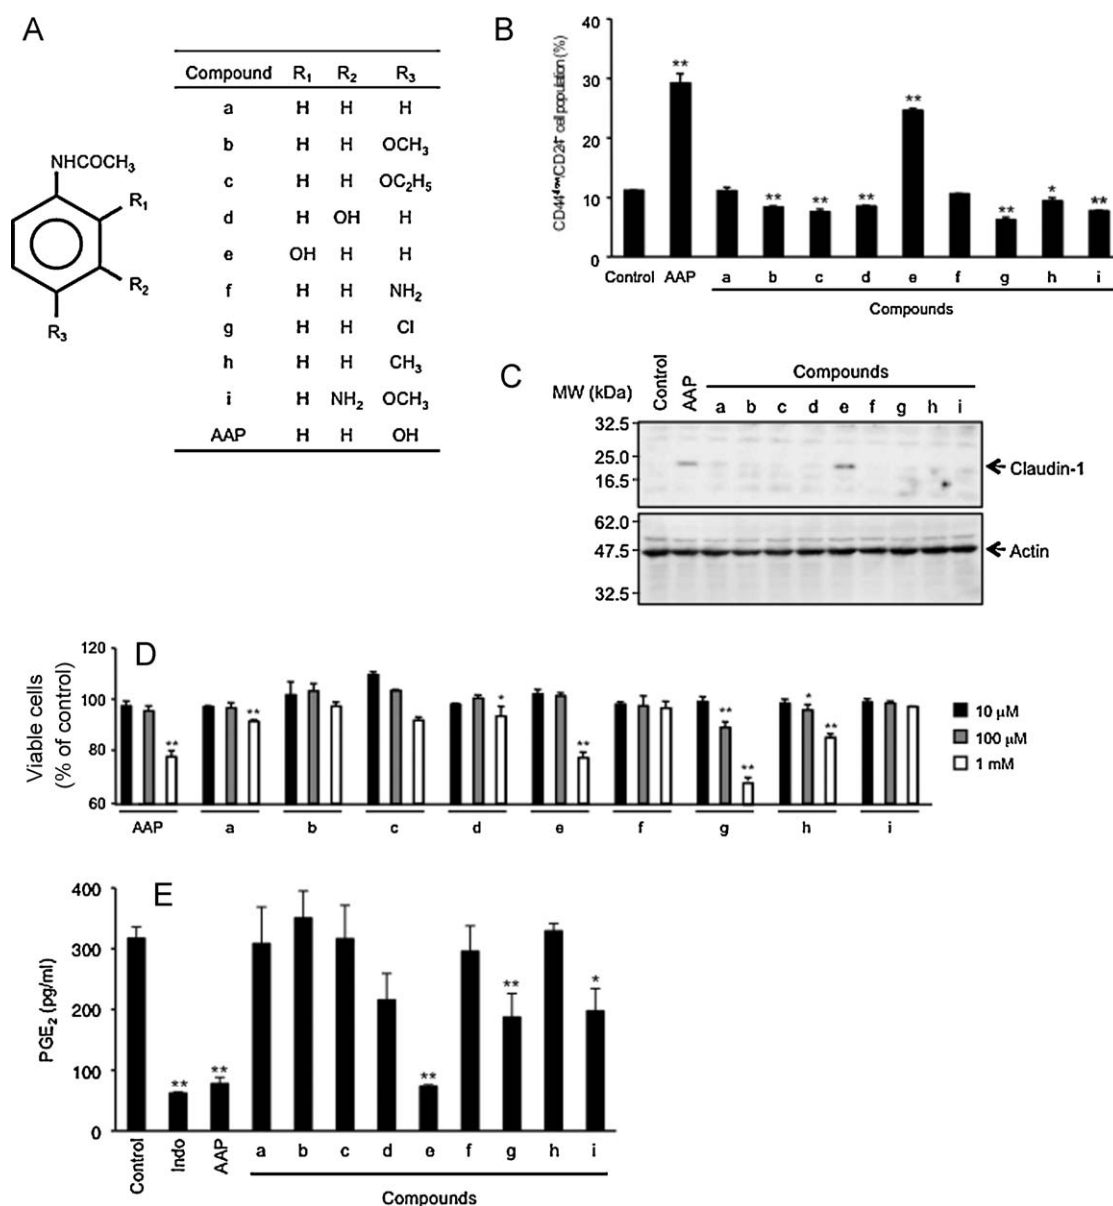 A
Compound R1 R2 R3
a H H H
b H H OCH3
c H H OC2H5
d H OH H
e OH H H
f H H NH2
g H H Cl
h H H CH3
i H NH2 OCH3
AAP H H OH
NHCOCH3
R1
R2
R3
B
CD44low/CD24- cell population (%)
40
30
20
10
0
** ** ** ** ** ** * **
Control AAP a b c d e f g h i
Compounds
C
MW (kDa)
Control AAP
Compounds
a b c d e f g h i
32.5
25.0
16.5
Claudin-1
62.0
47.5
32.5
Actin
D
Viable cells
(% of control)
120
100
80
60
** ** * ** ** ** * **
10 μM
100 μM
1 mM
AAP a b c d e f g h i
E
PGE2 (pg/ml)
400
300
200
100
0
** ** ** ** *
Control Indo AAP a b c d e f g h i
Compounds